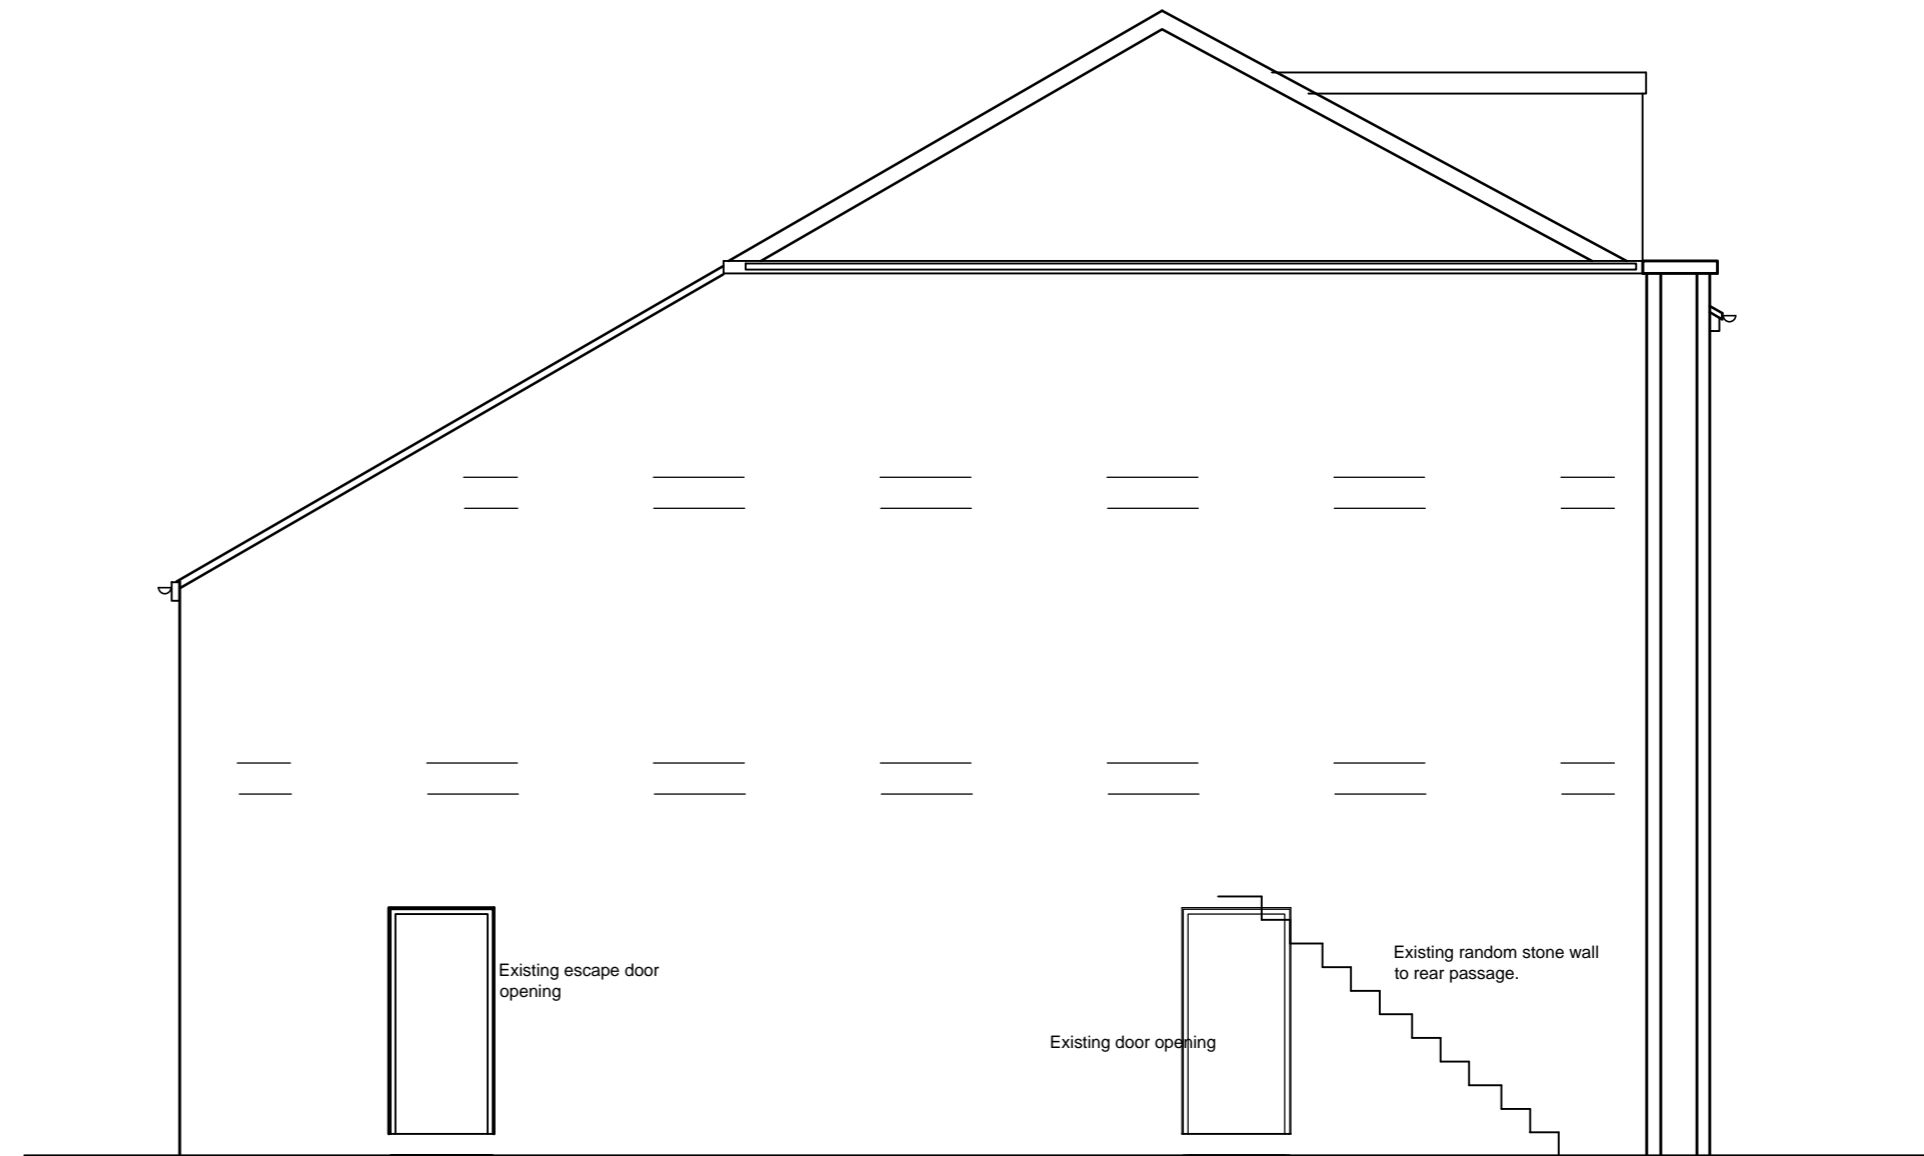 Existing escape door
opening
Existing random stone wall
to rear passage.
Existing door opening